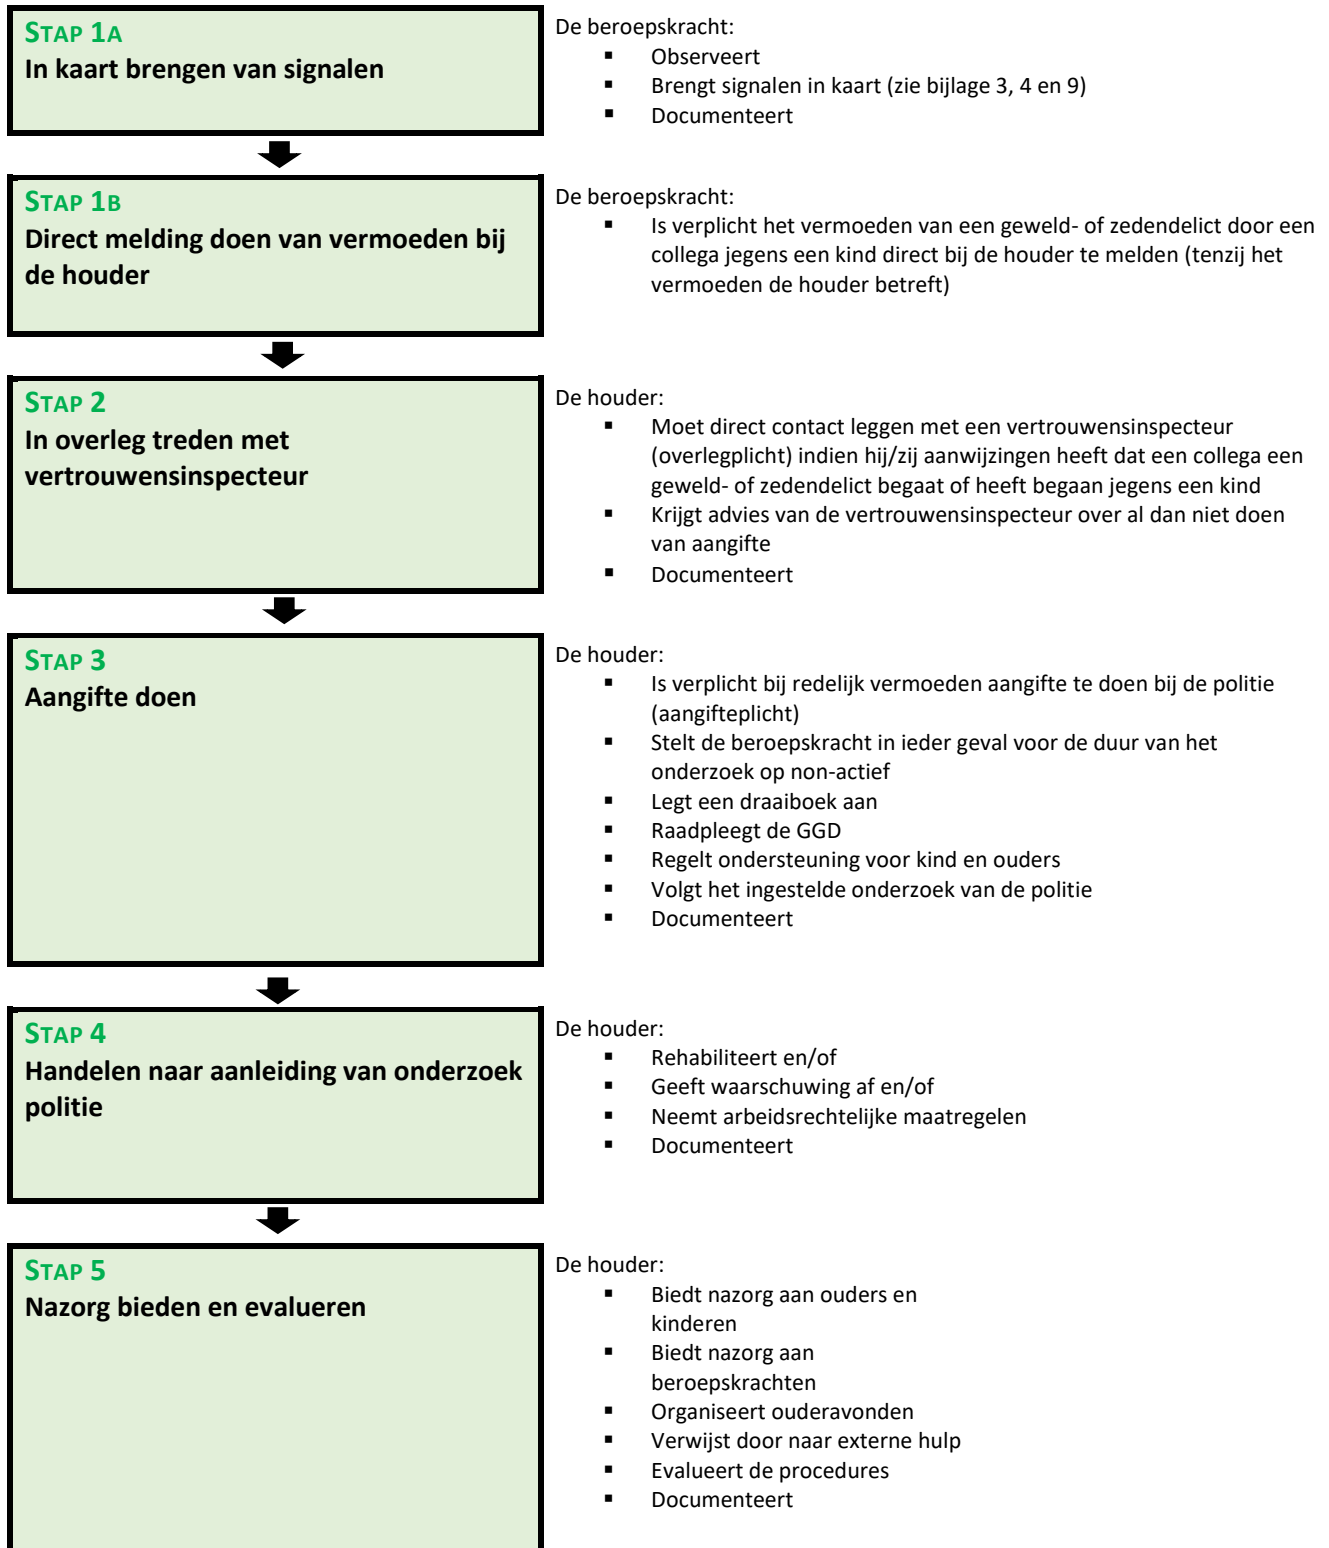 STAP 1A
In kaart brengen van signalen
De beroepskracht:
▪ Observeert
▪ Brengt signalen in kaart (zie bijlage 3, 4 en 9)
▪ Documenteert
STAP 1B
Direct melding doen van vermoeden bij
de houder
De beroepskracht:
▪ Is verplicht het vermoeden van een geweld- of zedendelict door een
collega jegens een kind direct bij de houder te melden (tenzij het
vermoeden de houder betreft)
STAP 2
In overleg treden met
vertrouwensinspecteur
De houder:
▪ Moet direct contact leggen met een vertrouwensinspecteur
(overlegplicht) indien hij/zij aanwijzingen heeft dat een collega een
geweld- of zedendelict begaat of heeft begaan jegens een kind
▪ Krijgt advies van de vertrouwensinspecteur over al dan niet doen
van aangifte
▪ Documenteert
STAP 3
Aangifte doen
De houder:
▪ Is verplicht bij redelijk vermoeden aangifte te doen bij de politie
(aangifteplicht)
▪ Stelt de beroepskracht in ieder geval voor de duur van het
onderzoek op non-actief
▪ Legt een draaiboek aan
▪ Raadpleegt de GGD
▪ Regelt ondersteuning voor kind en ouders
▪ Volgt het ingestelde onderzoek van de politie
▪ Documenteert
STAP 4
Handelen naar aanleiding van onderzoek
politie
De houder:
▪ Rehabiliteert en/of
▪ Geeft waarschuwing af en/of
▪ Neemt arbeidsrechtelijke maatregelen
▪ Documenteert
STAP 5
Nazorg bieden en evalueren
De houder:
▪ Biedt nazorg aan ouders en
kinderen
▪ Biedt nazorg aan
beroepskrachten
▪ Organiseert ouderavonden
▪ Verwijst door naar externe hulp
▪ Evalueert de procedures
▪ Documenteert